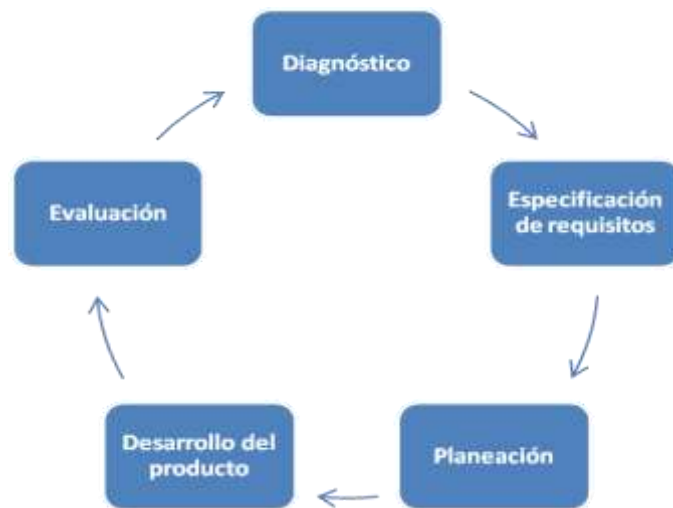 Diagnóstico
Especificación
de requisitos
Planeación
Desarrollo del
producto
Evaluación